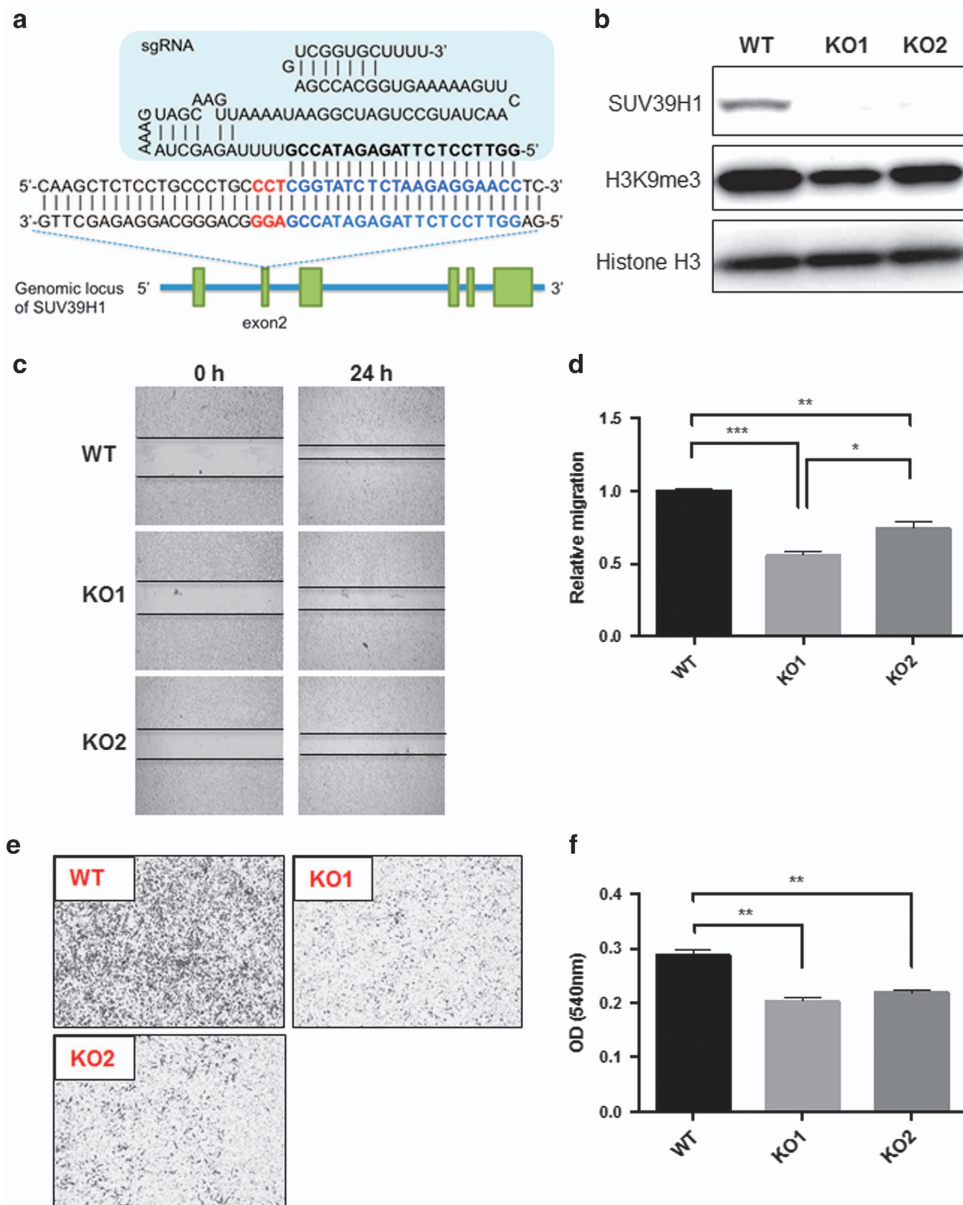 a
sgRNA
UCGGUGCUUUU-3'
G
AGCCACGGUGAAAAAGUU
C
AAG
UAGC
UUAAAAUAAGGCUAGUCCGUAUCAA
AAAG
AUCGAGAUUUUGCCATAGAGATTCTCCTTGG-5'
5'-CAAGCTCTCCTGCCCTGCCCTCGGTATCTCTAAGAGGAACCTC-3'
3'-GTTCGAGAGGACGGGACGGGAGCCATAGAGATTCTCCTTGGAG-5'
Genomic locus of SUV39H1
5'
3'
exon2
b
WT KO1 KO2
SUV39H1
H3K9me3
Histone H3
c
0 h 24 h
WT
KO1
KO2
d
Relative migration
1.0
0.5
0.0
**
***
*
WT KO1 KO2
e
WT
KO1
KO2
f
OD (540nm)
0.4
0.3
0.2
0.1
0.0
**
**
WT KO1 KO2